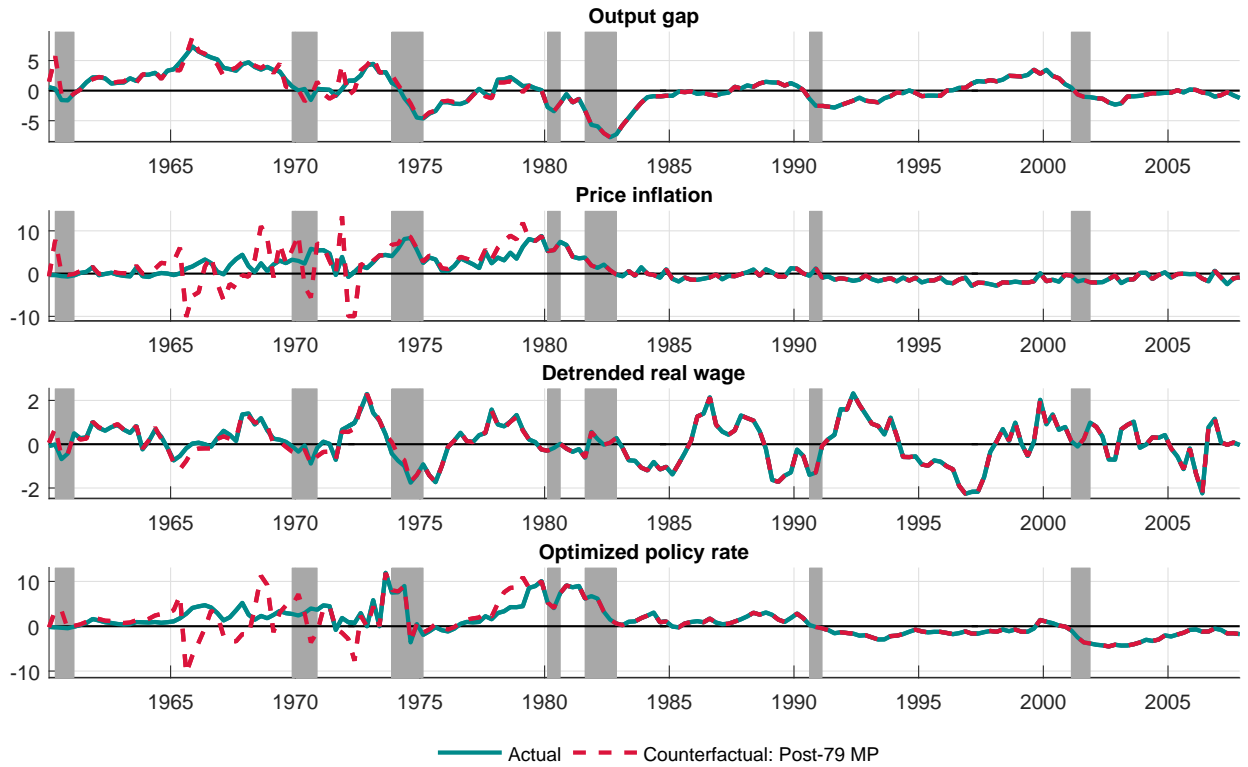 Output gap
5
0
-5
1965 1970 1975 1980 1985 1990 1995 2000 2005
Price inflation
10
0
-10
1965 1970 1975 1980 1985 1990 1995 2000 2005
Detrended real wage
2
0
-2
1965 1970 1975 1980 1985 1990 1995 2000 2005
Optimized policy rate
10
0
-10
1965 1970 1975 1980 1985 1990 1995 2000 2005
Actual Counterfactual: Post-79 MP